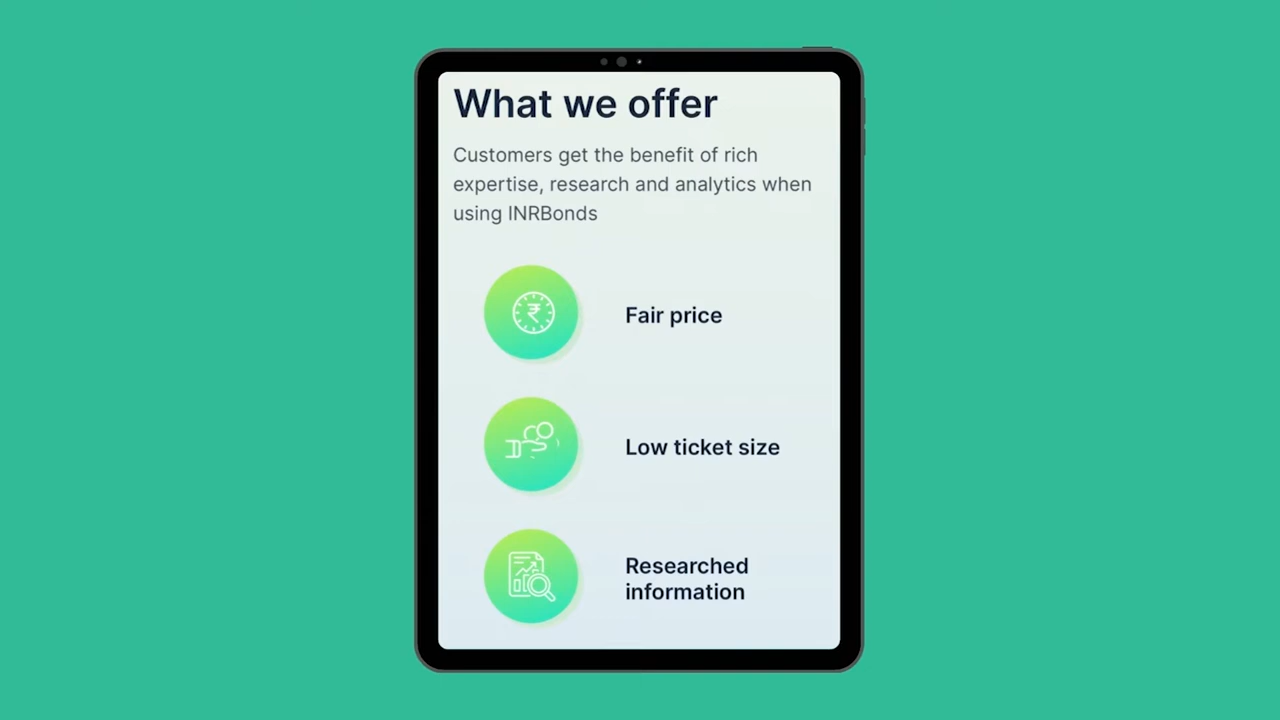 What we offer
Customers get the benefit of rich
expertise, research and analytics when
using INRBonds
Fair price
Low ticket size
Researched
information